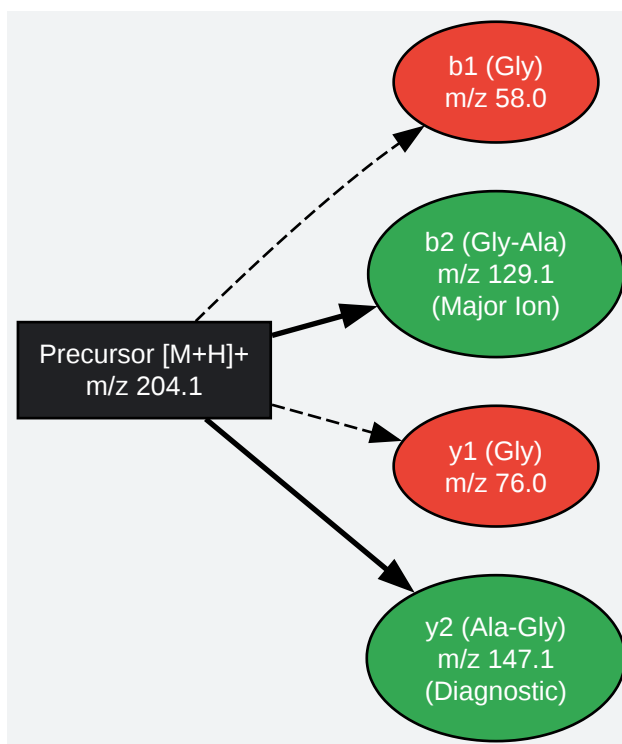 b1 (Gly)
m/z 58.0
b2 (Gly-Ala)
m/z 129.1
(Major Ion)
Precursor [M+H]+
m/z 204.1
y1 (Gly)
m/z 76.0
y2 (Ala-Gly)
m/z 147.1
(Diagnostic)